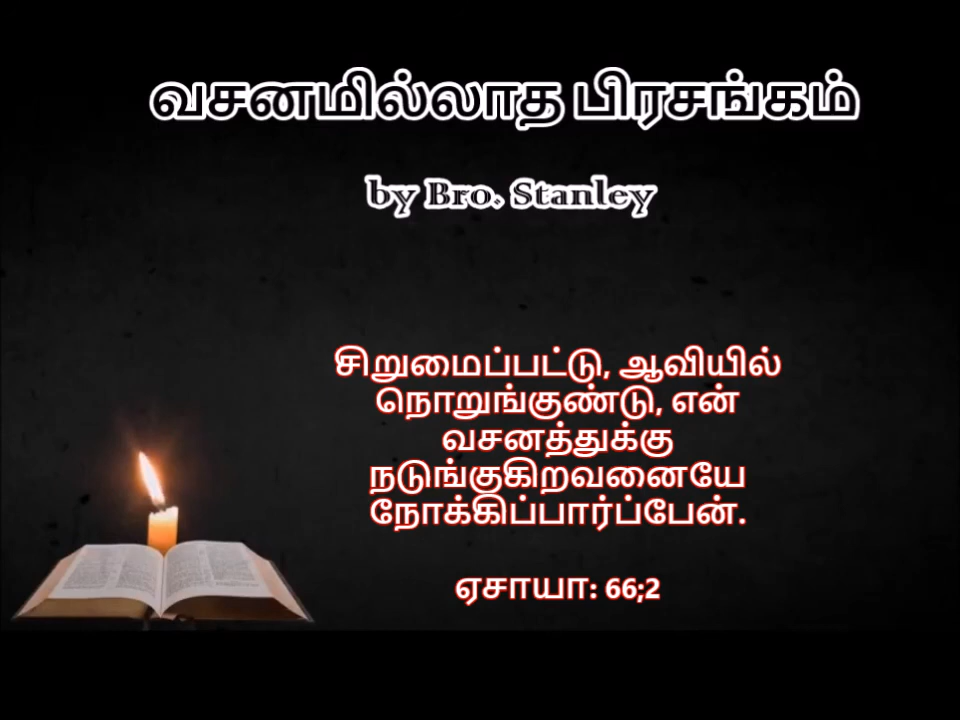 வசனமில்லாத பிரசங்கம்
by Bro. Stanley
சிறுமைப்பட்டு, ஆவியில்
நொறுங்குண்டு, என்
வசனத்துக்கு
நடுங்குகிறவனையே
நோக்கிப்பார்ப்பேன்.
ஏசாயா: 66;2